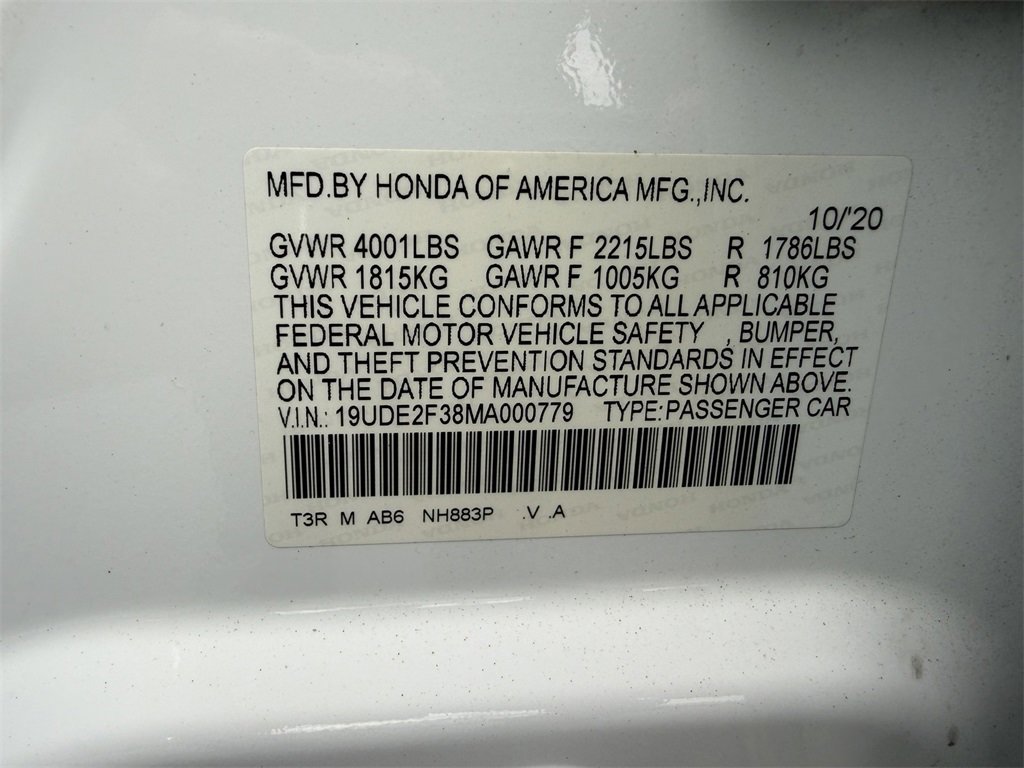 MFD.BY HONDA OF AMERICA MFG.,INC.
10/'20
GVWR 4001LBS GAWR F 2215LBS R 1786LBS
GVWR 1815KG GAWR F 1005KG R 810KG
THIS VEHICLE CONFORMS TO ALL APPLICABLE
FEDERAL MOTOR VEHICLE SAFETY , BUMPER,
AND THEFT PREVENTION STANDARDS IN EFFECT
ON THE DATE OF MANUFACTURE SHOWN ABOVE.
V.I.N.: 19UDE2F38MA000779 TYPE:PASSENGER CAR
T3R M AB6 NH883P .V .A